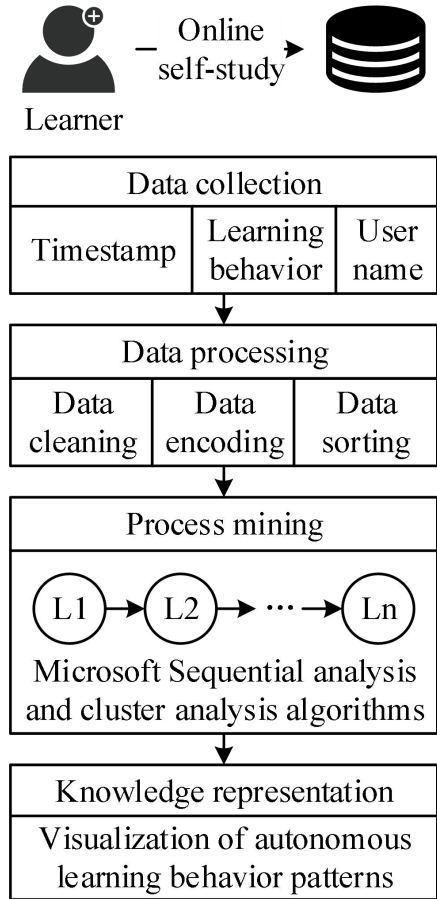 Online
self-study
Learner
Data collection
Timestamp
Learning
behavior
User
name
Data processing
Data
cleaning
Data
encoding
Data
sorting
Process mining
L1
L2
...
Ln
Microsoft Sequential analysis
and cluster analysis algorithms
Knowledge representation
Visualization of autonomous
learning behavior patterns